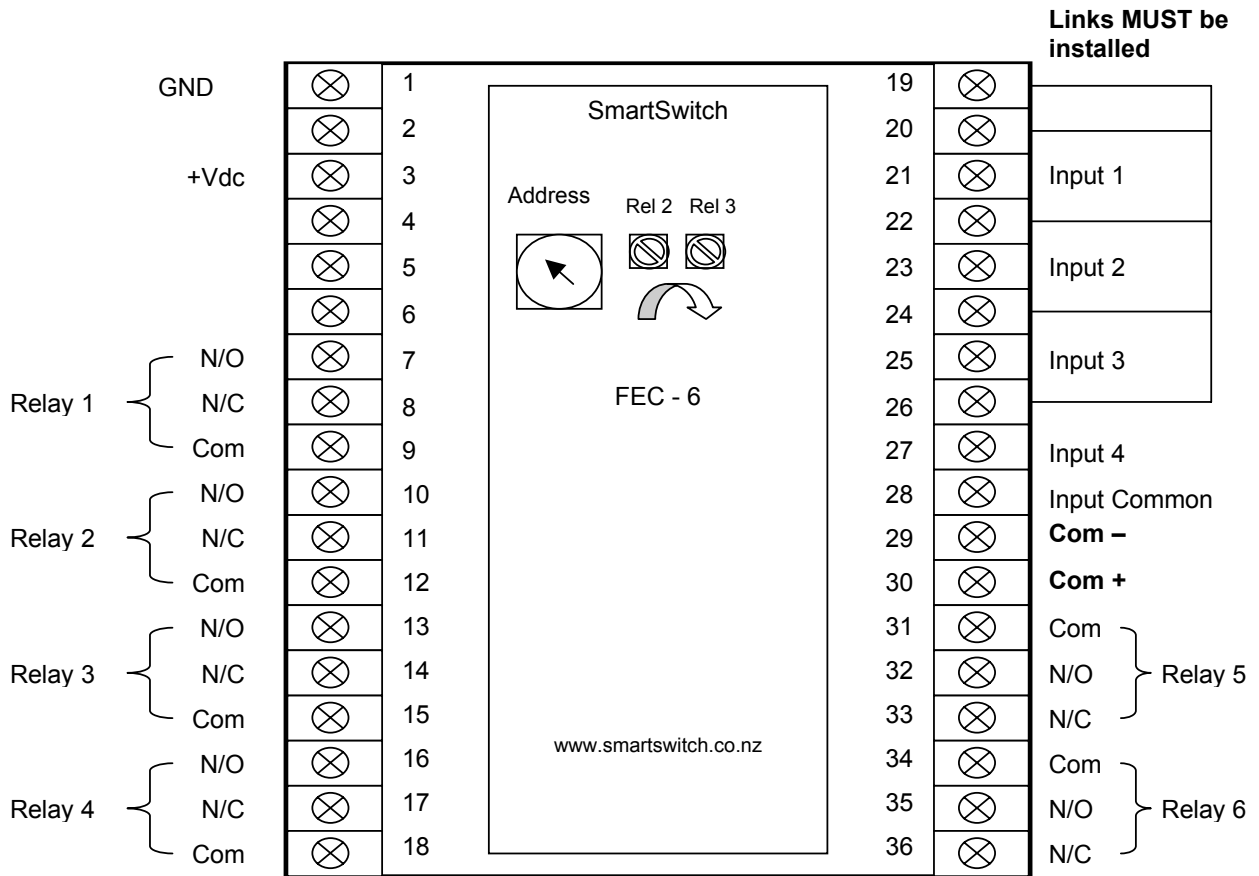 Links MUST be
installed
GND 1 19
SmartSwitch
2 20
+Vdc 3 21 Input 1
Address Rel 2 Rel 3
4 22
5 23 Input 2
6 24
N/O 7 25 Input 3
Relay 1 N/C 8 FEC - 6 26
Com 9 27 Input 4
N/O 10 28 Input Common
Relay 2 N/C 11 29 Com –
Com 12 30 Com +
N/O 13 31 Com
Relay 3 N/C 14 32 N/O Relay 5
Com 15 33 N/C
www.smartswitch.co.nz
N/O 16 34 Com
Relay 4 N/C 17 35 N/O Relay 6
Com 18 36 N/C